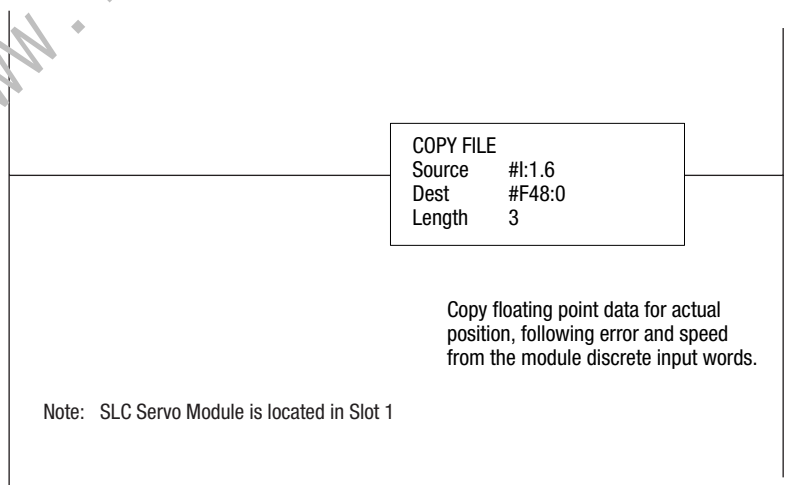 COPY FILE
Source #I:1.6
Dest #F48:0
Length 3
Copy floating point data for actual
position, following error and speed
from the module discrete input words.
Note: SLC Servo Module is located in Slot 1